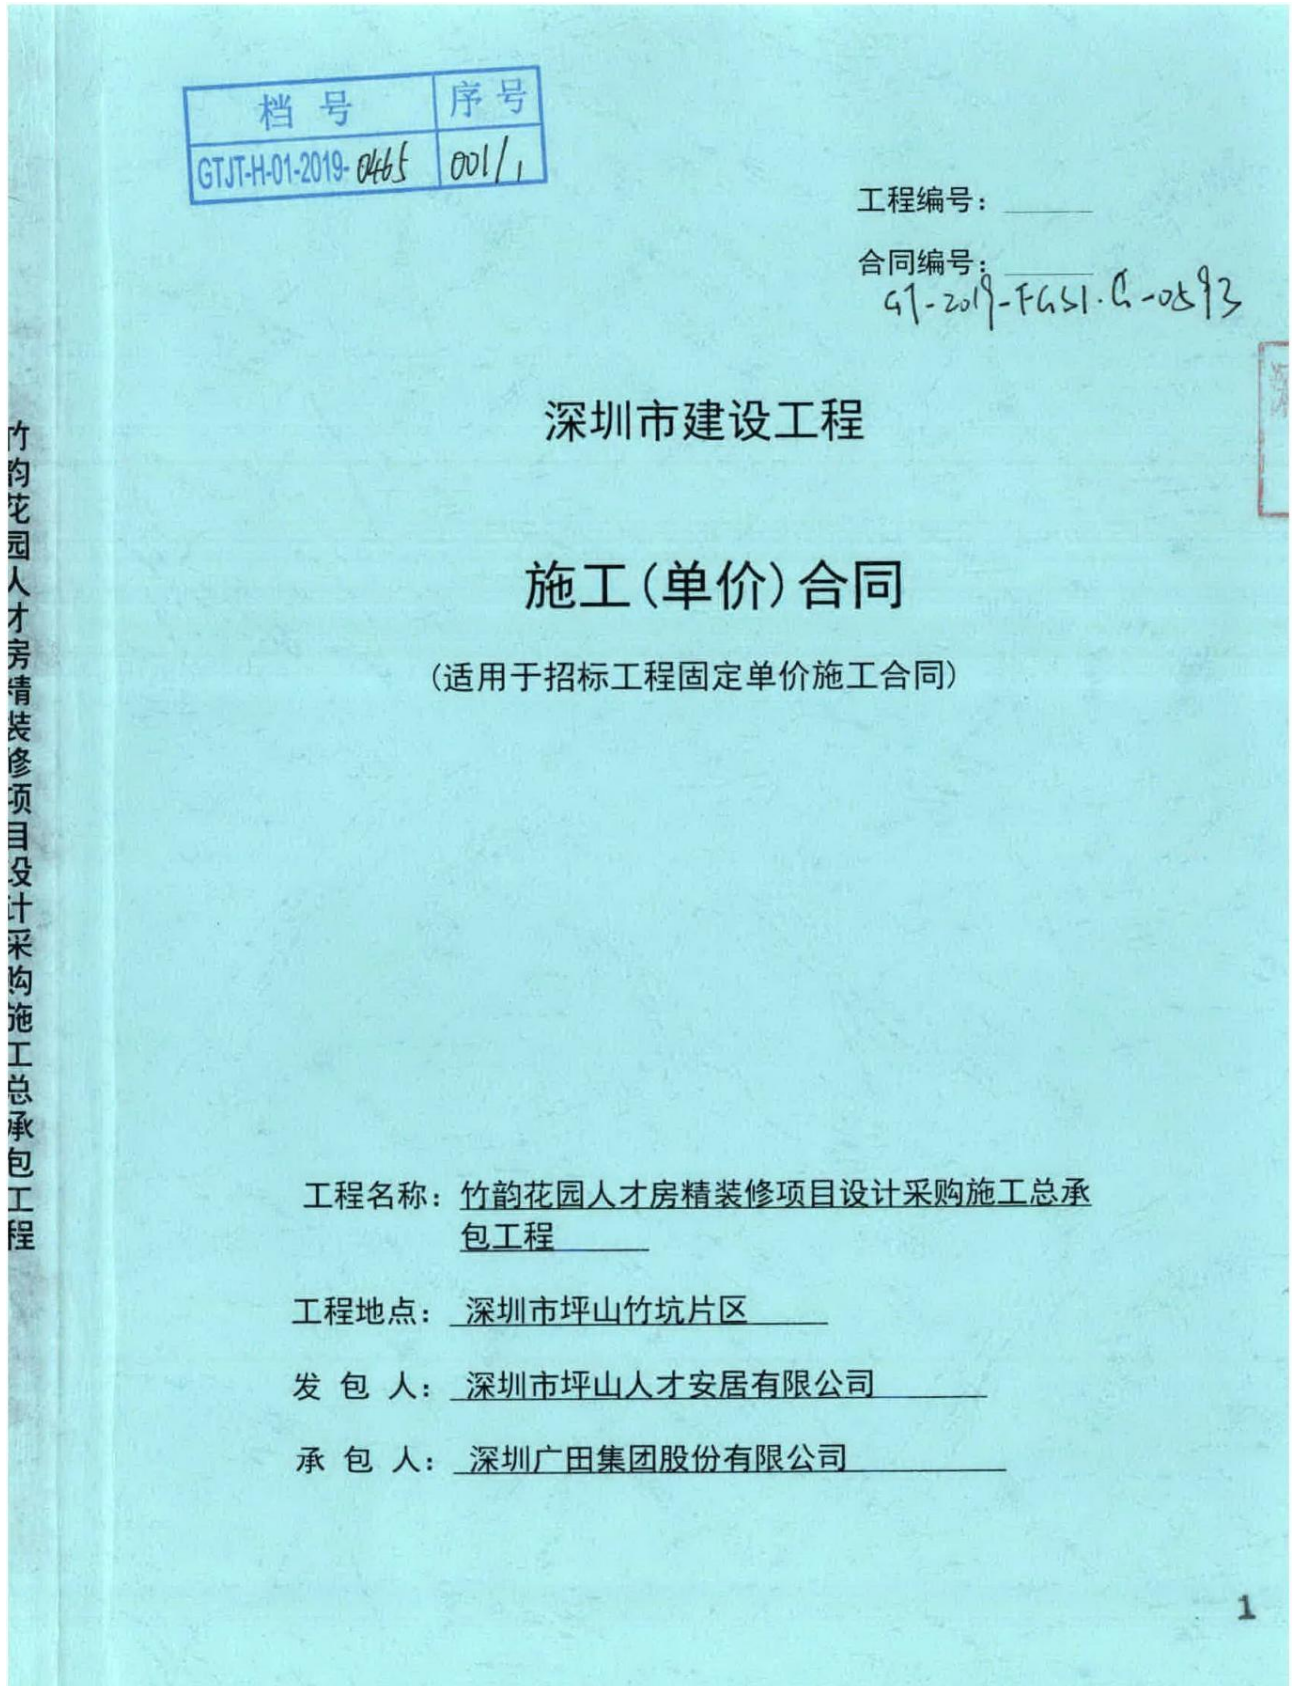 档 号 序 号
GTJT-H-01-2019-0465 001/1
工程编号：
合同编号：
GT-2019-FGSJ.G-0593
深圳市建设工程
施工(单价)合同
(适用于招标工程固定单价施工合同)
竹韵花园人才房精装修项目设计采购施工总承包工程
工程名称：竹韵花园人才房精装修项目设计采购施工总承
包工程
工程地点：深圳市坪山竹坑片区
发 包 人：深圳市坪山人才安居有限公司
承 包 人：深圳广田集团股份有限公司
1